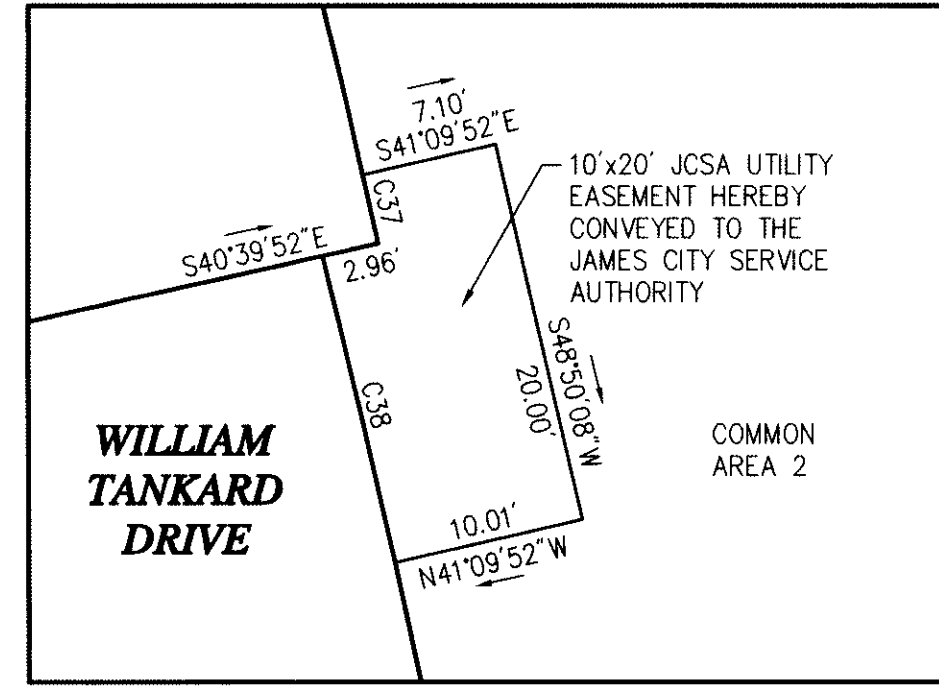 7.10'
S41°09'52"E
10'x20' JCSA UTILITY
EASEMENT HEREBY
CONVEYED TO THE
JAMES CITY SERVICE
AUTHORITY
C37
S40°39'52"E
2.96'
S48°50'08"W
20.00'
C38
WILLIAM
TANKARD
DRIVE
COMMON
AREA 2
10.01'
N41°09'52"W